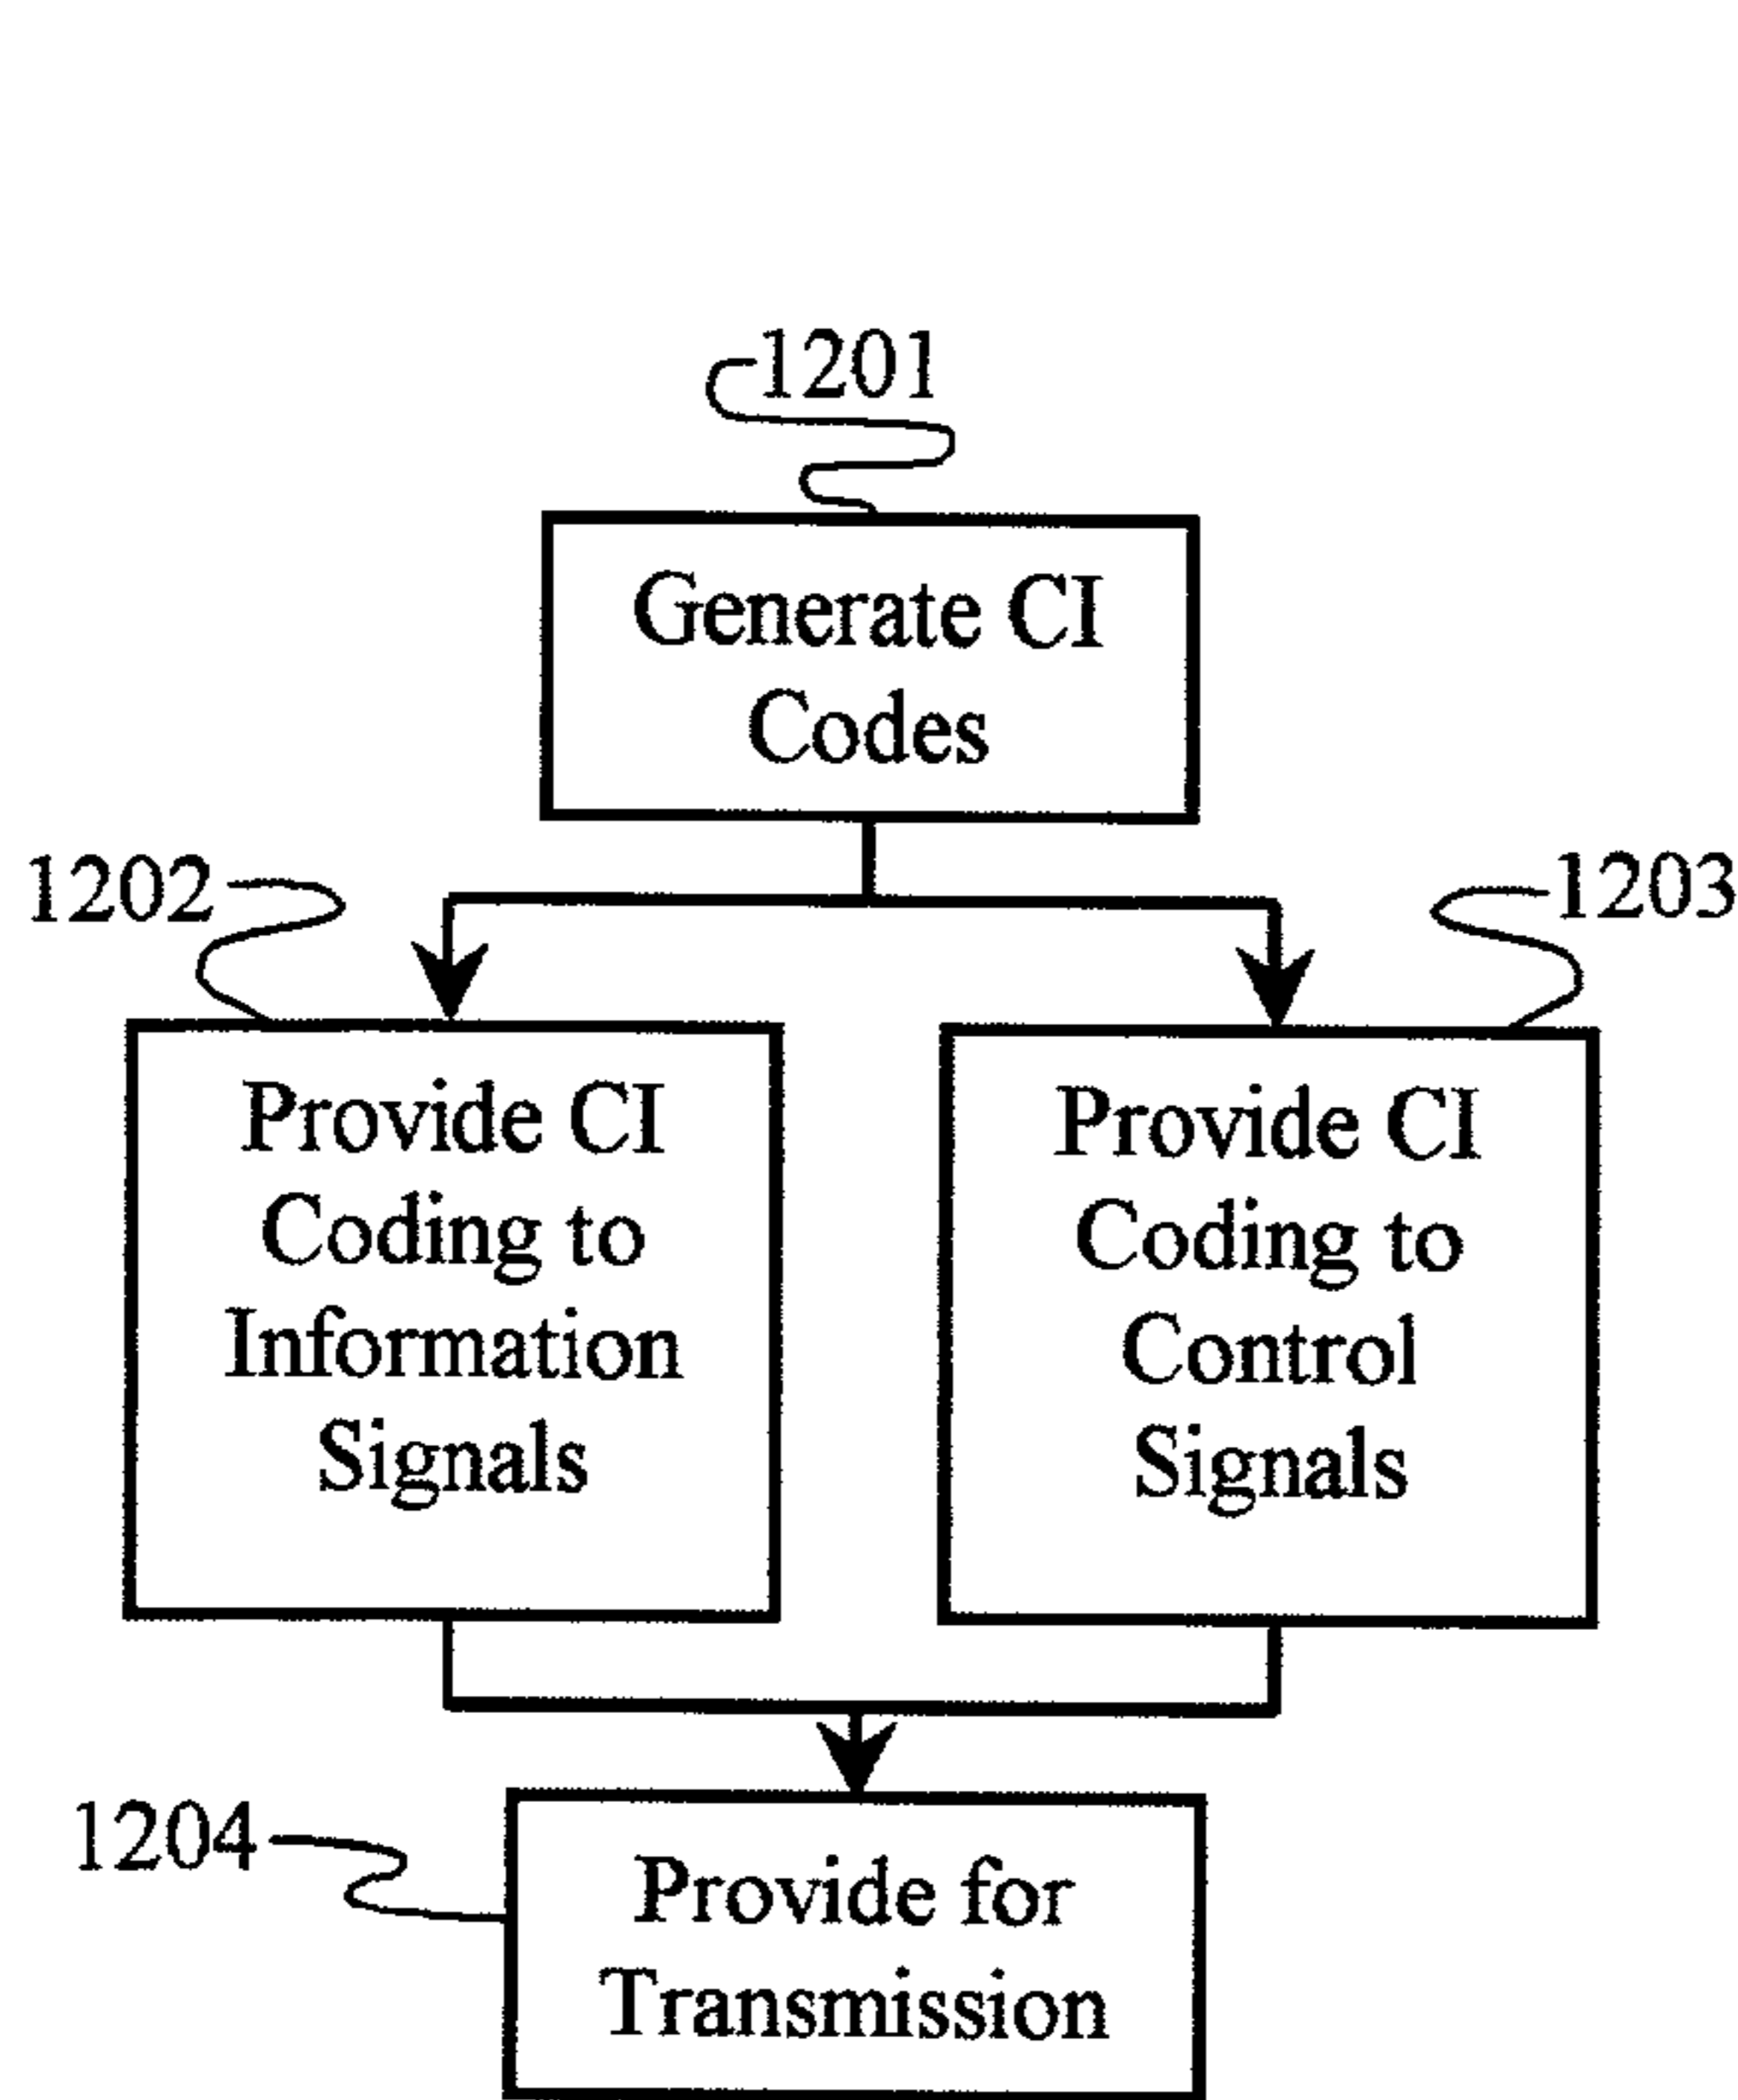 1201
Generate CI
Codes
1202
1203
Provide CI
Coding to
Information
Signals
Provide CI
Coding to
Control
Signals
1204
Provide for
Transmission